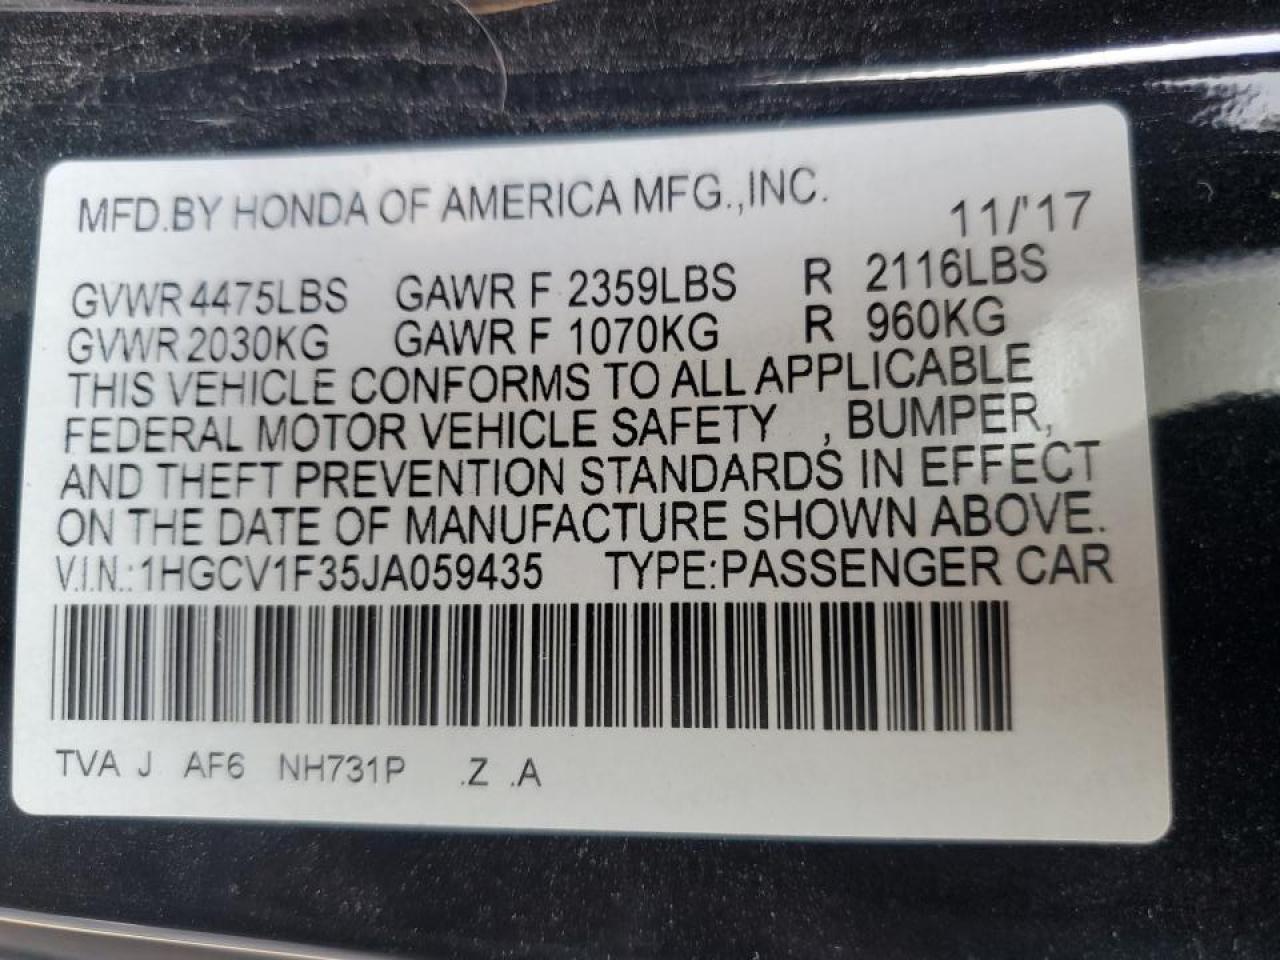 MFD.BY HONDA OF AMERICA MFG.,INC. 11/'17
GVWR 4475LBS GAWR F 2359LBS R 2116LBS
GVWR 2030KG GAWR F 1070KG R 960KG
THIS VEHICLE CONFORMS TO ALL APPLICABLE
FEDERAL MOTOR VEHICLE SAFETY , BUMPER,
AND THEFT PREVENTION STANDARDS IN EFFECT
ON THE DATE OF MANUFACTURE SHOWN ABOVE.
V.I.N.:1HGCV1F35JA059435 TYPE:PASSENGER CAR
TVA J AF6 NH731P .Z .A